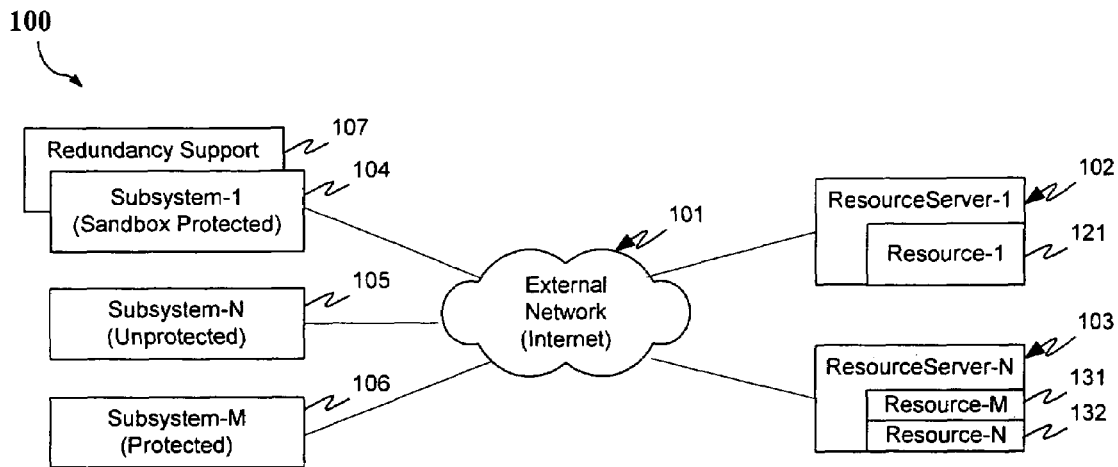 100
107
Redundancy Support
104
Subsystem-1
(Sandbox Protected)
105
Subsystem-N
(Unprotected)
106
Subsystem-M
(Protected)
101
External
Network
(Internet)
102
ResourceServer-1
Resource-1
121
103
ResourceServer-N
131
Resource-M
132
Resource-N